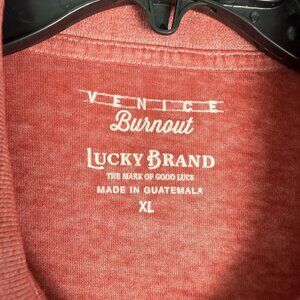 VENICE
Burnout
LUCKY BRAND
THE MARK OF GOOD LUCK
MADE IN GUATEMALA
XL